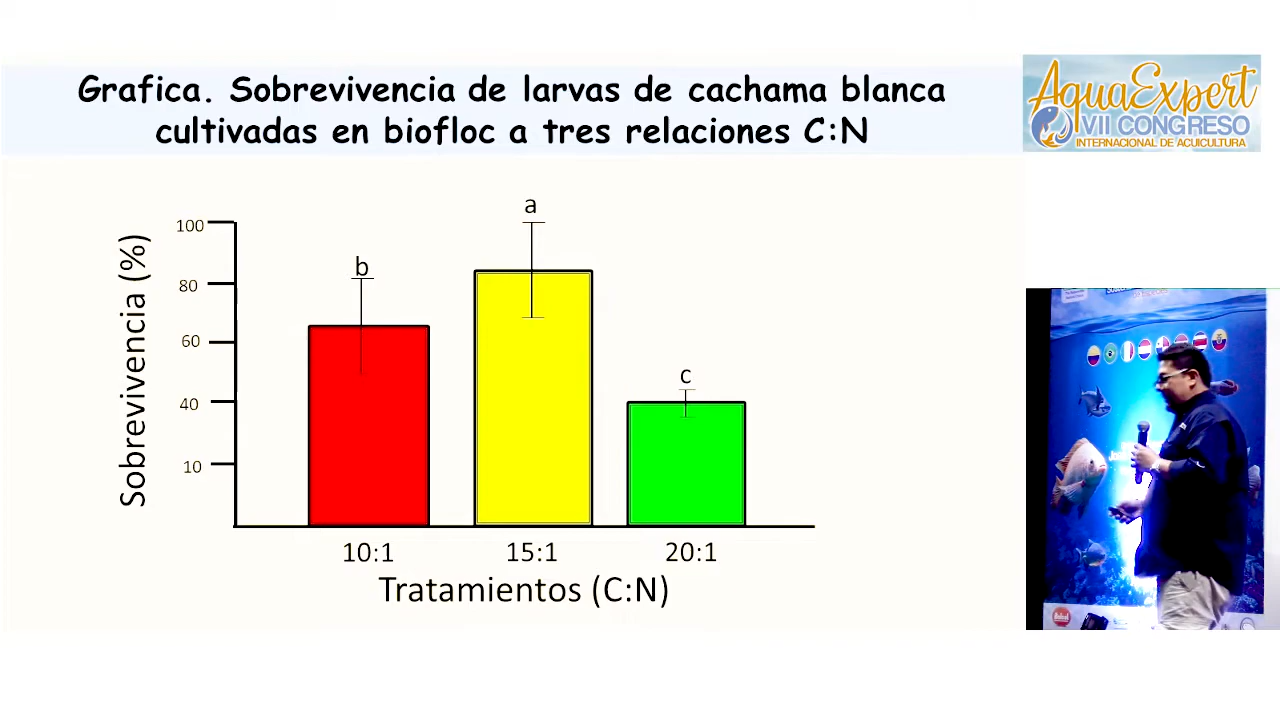 Grafica. Sobrevivencia de larvas de cachama blanca
cultivadas en biofloc a tres relaciones C:N
AquaExpert
VII CONGRESO
INTERNACIONAL DE ACUICULTURA
Sobrevivencia (%)
100
80
60
40
10
b
a
c
10:1
15:1
20:1
Tratamientos (C:N)